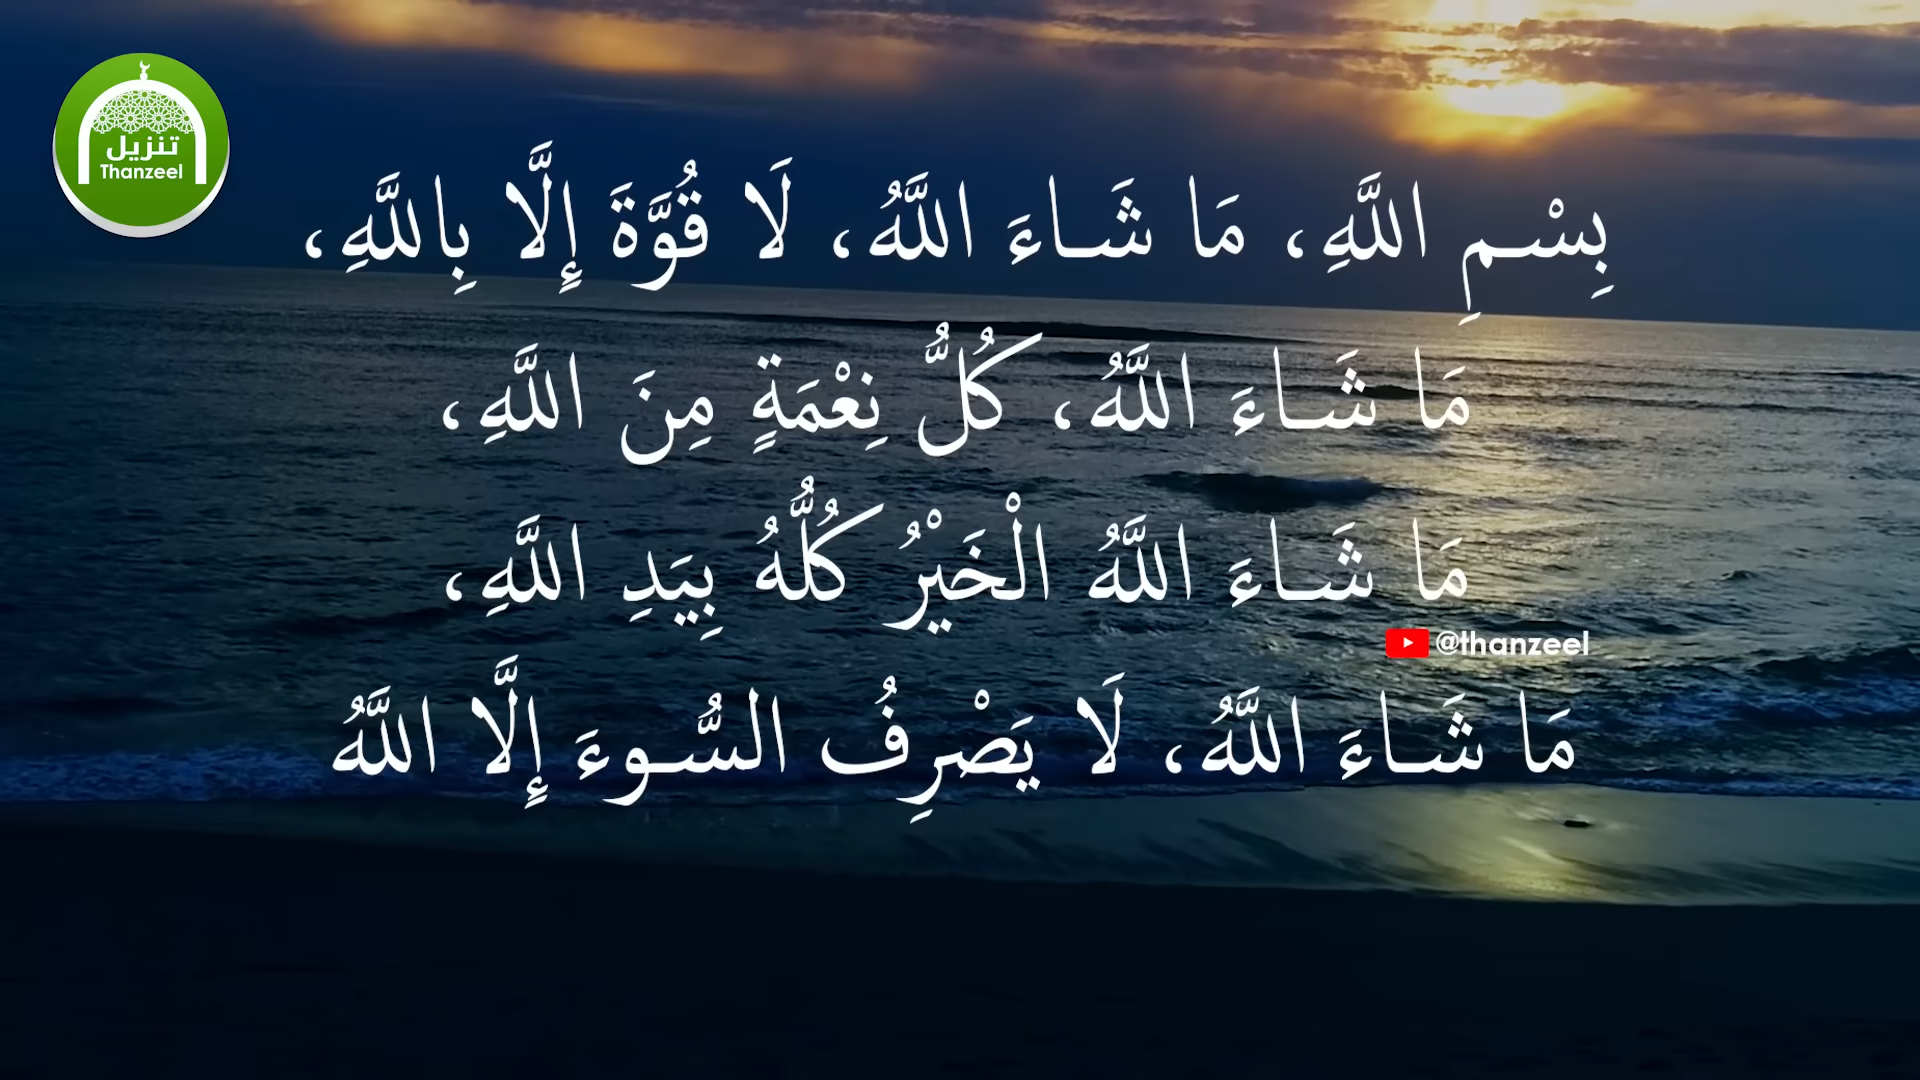 تنزيل
Thanzeel
بِسْمِ اللَّهِ، مَا شَاءَ اللَّهُ، لَا قُوَّةَ إِلَّا بِاللَّهِ،
مَا شَاءَ اللَّهُ، كُلُّ نِعْمَةٍ مِنَ اللَّهِ،
مَا شَاءَ اللَّهُ الْخَيْرُ كُلُّهُ بِيَدِ اللَّهِ،
@thanzeel
مَا شَاءَ اللَّهُ، لَا يَصْرِفُ السُّوءَ إِلَّا اللَّهُ